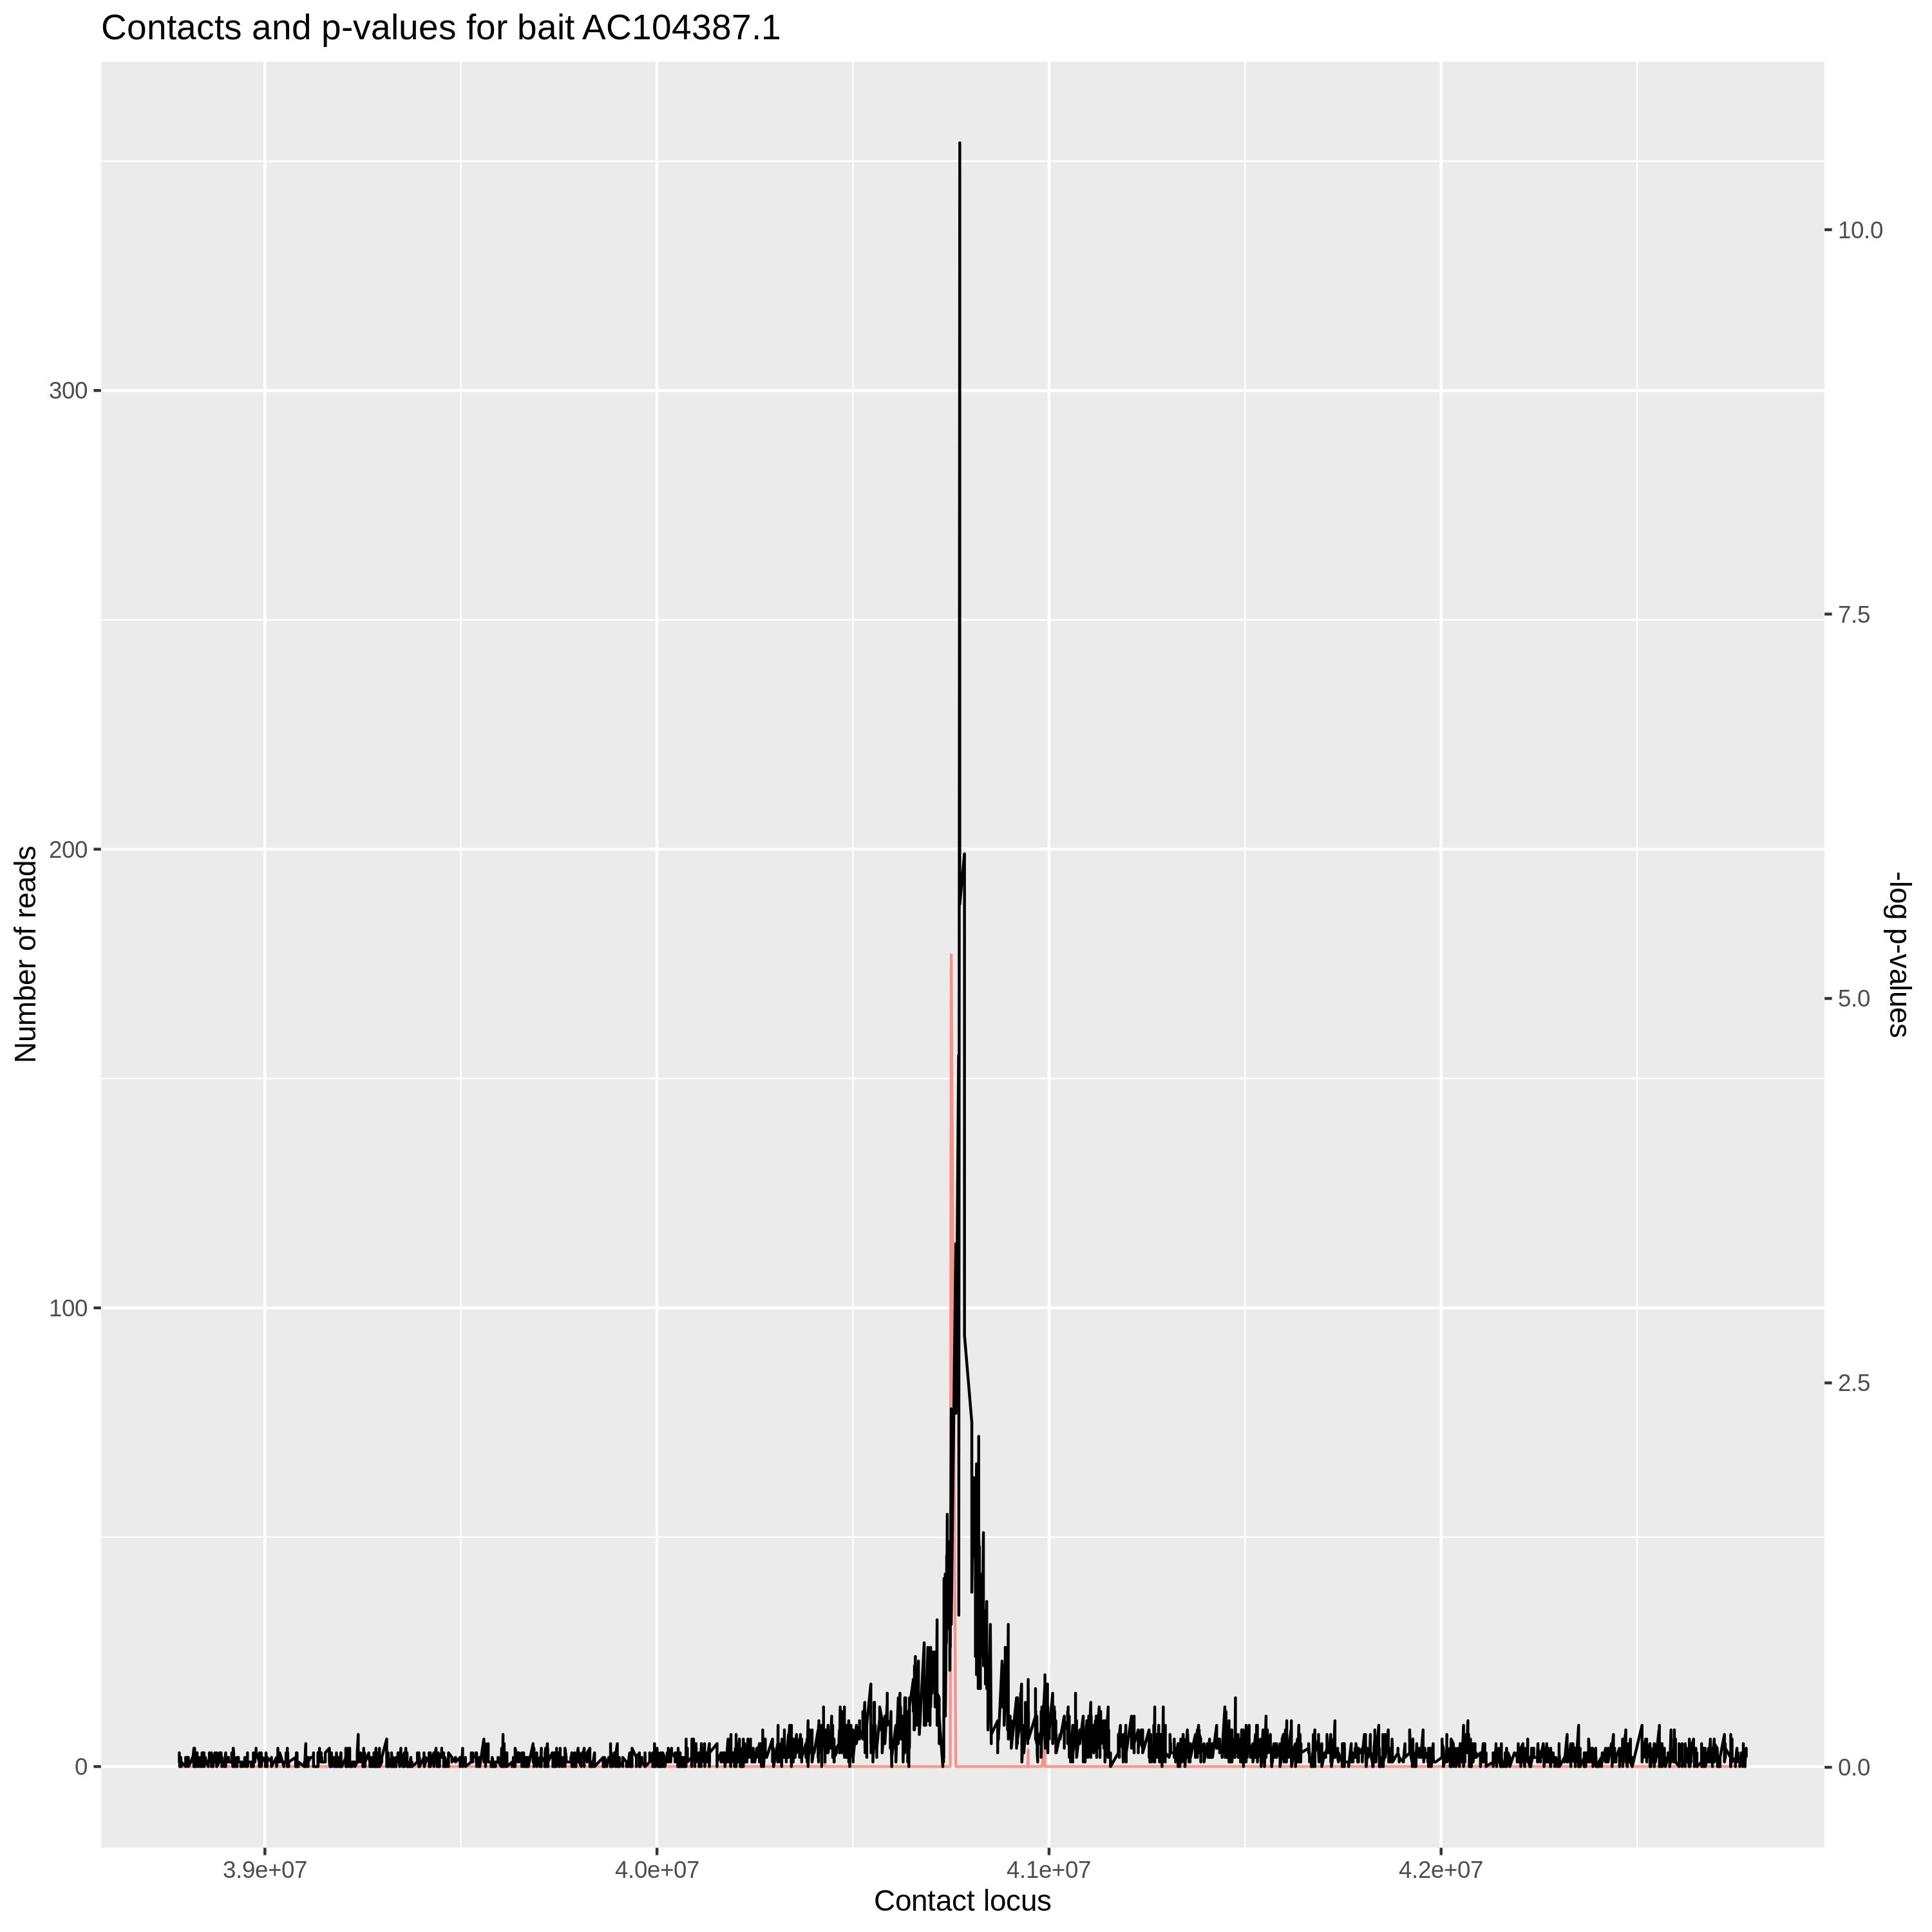 Contacts and p-values for bait AC104387.1
Number of reads
300
200
100
0
10.0
7.5
5.0
2.5
0.0
-log p-values
3.9e+07 4.0e+07 4.1e+07 4.2e+07
Contact locus